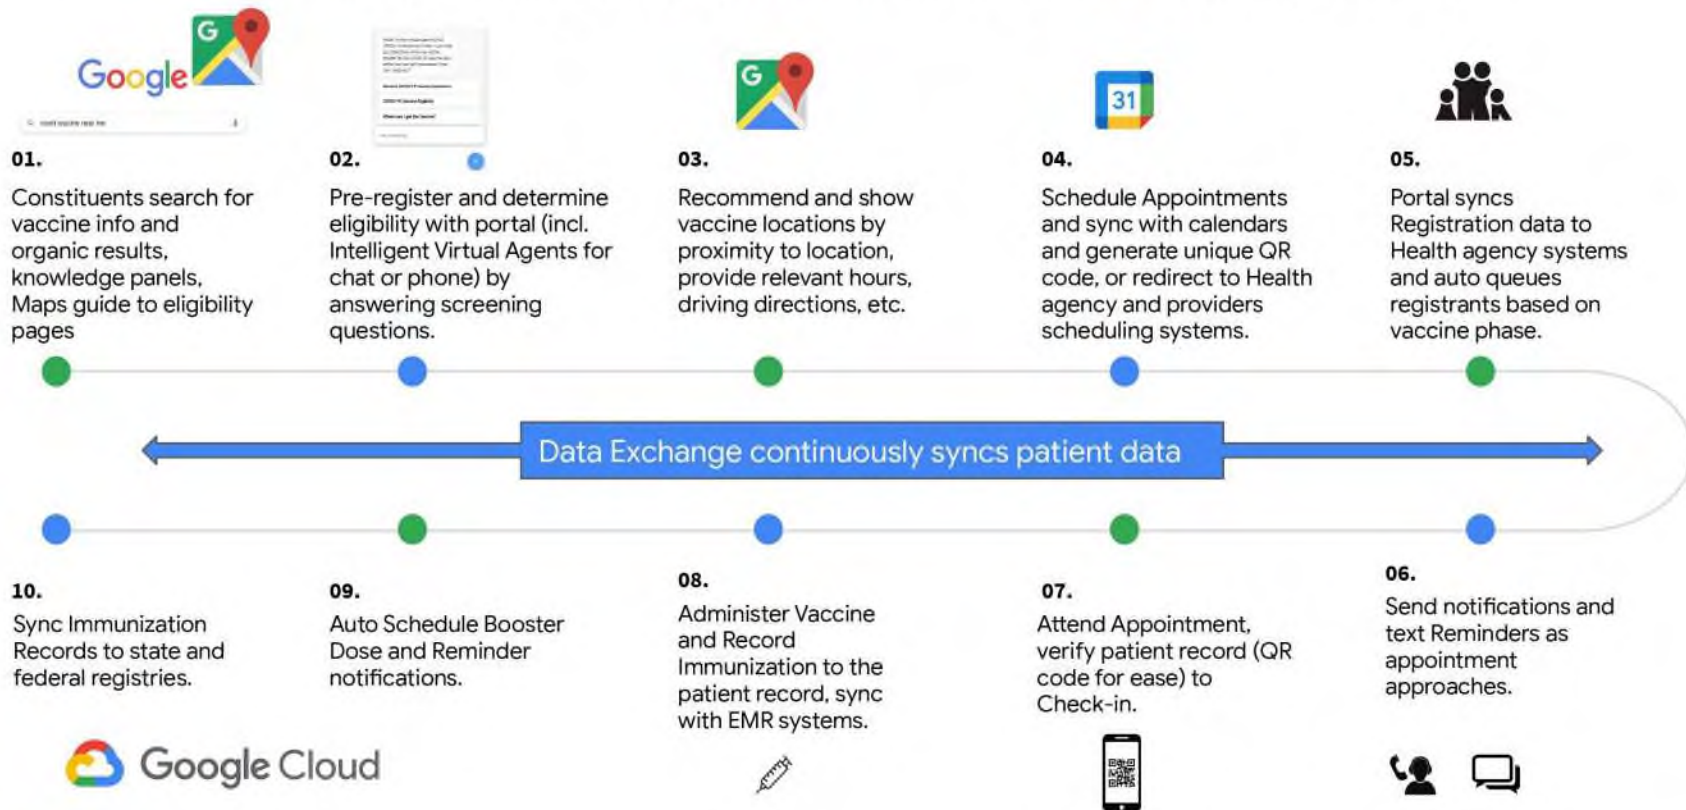 Google
G
covid vaccine near me
01.
Constituents search for
vaccine info and
organic results,
knowledge panels,
Maps guide to eligibility
pages
02.
Pre-register and determine
eligibility with portal (incl.
Intelligent Virtual Agents for
chat or phone) by
answering screening
questions.
G
03.
Recommend and show
vaccine locations by
proximity to location,
provide relevant hours,
driving directions, etc.
31
04.
Schedule Appointments
and sync with calendars
and generate unique QR
code, or redirect to Health
agency and providers
scheduling systems.
05.
Portal syncs
Registration data to
Health agency systems
and auto queues
registrants based on
vaccine phase.
Data Exchange continuously syncs patient data
10.
Sync Immunization
Records to state and
federal registries.
09.
Auto Schedule Booster
Dose and Reminder
notifications.
08.
Administer Vaccine
and Record
Immunization to the
patient record, sync
with EMR systems.
07.
Attend Appointment,
verify patient record (QR
code for ease) to
Check-in.
06.
Send notifications and
text Reminders as
appointment
approaches.
Google Cloud